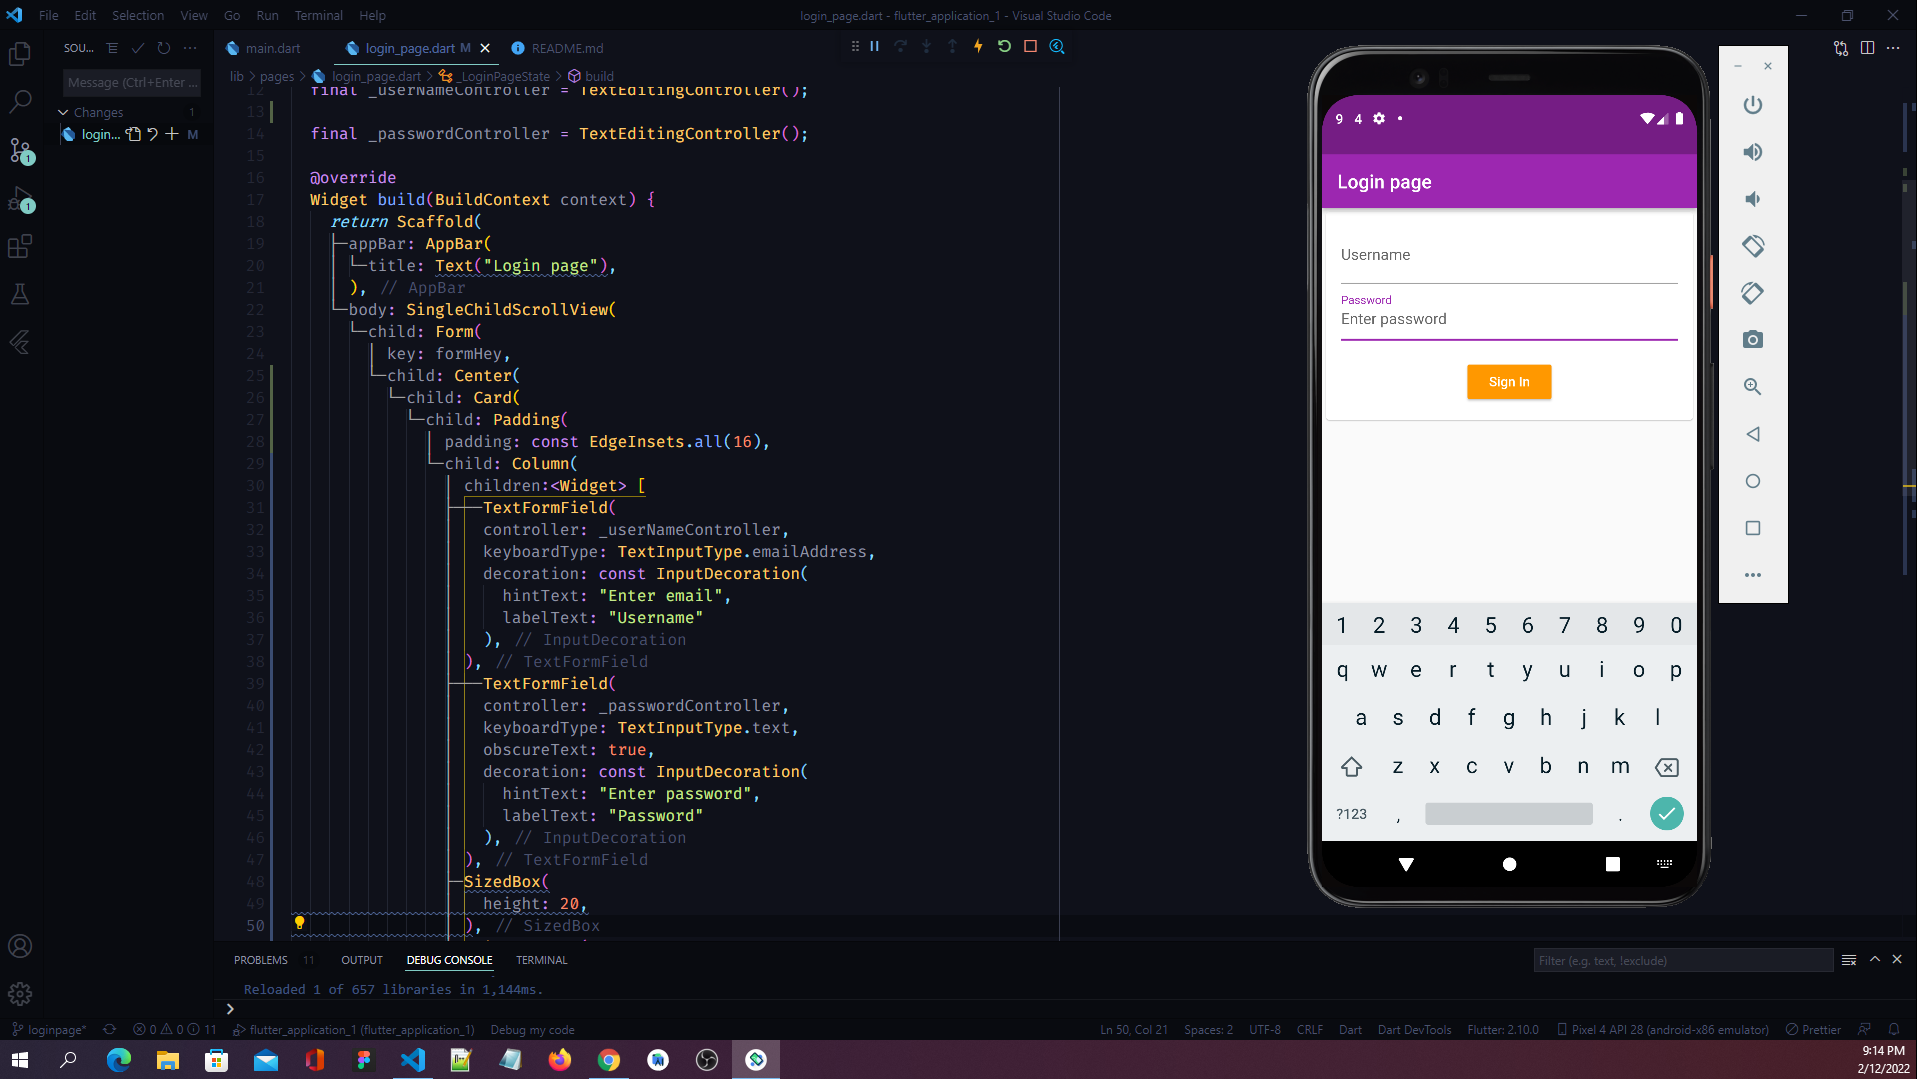 File Edit Selection View Go Run Terminal Help
login_page.dart - flutter_application_1 - Visual Studio Code
SOU...
main.dart
login_page.dart M
README.md
Message (Ctrl+Enter ...
lib > pages > login_page.dart > _LoginPageState > build
Changes 1
login... M
12 final _userNameController = TextEditingController();
13
14 final _passwordController = TextEditingController();
15
16 @override
17 Widget build(BuildContext context) {
18 return Scaffold(
19 appBar: AppBar(
20 title: Text("Login page"),
21 ), // AppBar
22 body: SingleChildScrollView(
23 child: Form(
24 key: formHey,
25 child: Center(
26 child: Card(
27 child: Padding(
28 padding: const EdgeInsets.all(16),
29 child: Column(
30 children:<Widget> [
31 TextFormField(
32 controller: _userNameController,
33 keyboardType: TextInputType.emailAddress,
34 decoration: const InputDecoration(
35 hintText: "Enter email",
36 labelText: "Username"
37 ), // InputDecoration
38 ), // TextFormField
39 TextFormField(
40 controller: _passwordController,
41 keyboardType: TextInputType.text,
42 obscureText: true,
43 decoration: const InputDecoration(
44 hintText: "Enter password",
45 labelText: "Password"
46 ), // InputDecoration
47 ), // TextFormField
48 SizedBox(
49 height: 20,
50 ), // SizedBox
9 4
Login page
Username
Password
Enter password
Sign In
1 2 3 4 5 6 7 8 9 0
q w e r t y u i o p
a s d f g h j k l
z x c v b n m
?123 , .
PROBLEMS 11 OUTPUT DEBUG CONSOLE TERMINAL
Filter (e.g. text, !exclude)
Reloaded 1 of 657 libraries in 1,144ms.
loginpage* 0 0 11 flutter_application_1 (flutter_application_1) Debug my code
Ln 50, Col 21 Spaces: 2 UTF-8 CRLF Dart Dart DevTools Flutter: 2.10.0 Pixel 4 API 28 (android-x86 emulator) Prettier
9:14 PM
2/12/2022